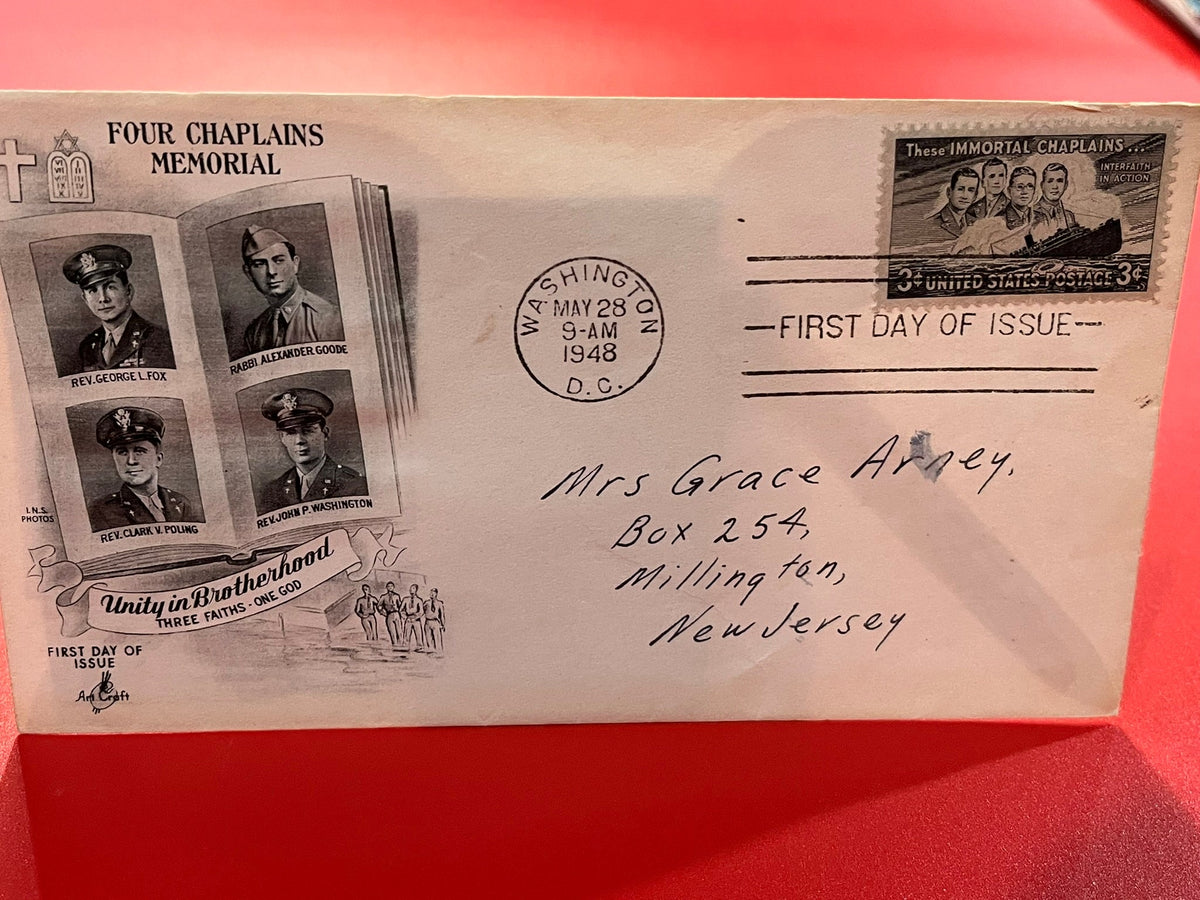 FOUR CHAPLAINS
MEMORIAL
REV. GEORGE L. FOX
RABBI ALEXANDER GOODE
REV. CLARK V. POLING
REV. JOHN P. WASHINGTON
I.N.S.
PHOTOS
Unity in Brotherhood
THREE FAITHS - ONE GOD
FIRST DAY OF
ISSUE
Art Craft
WASHINGTON
MAY 28
9-AM
1948
D.C.
These IMMORTAL CHAPLAINS...
INTERFAITH
IN ACTION
3¢ UNITED STATES POSTAGE 3¢
FIRST DAY OF ISSUE
Mrs Grace Arney,
Box 254,
Millington,
New Jersey